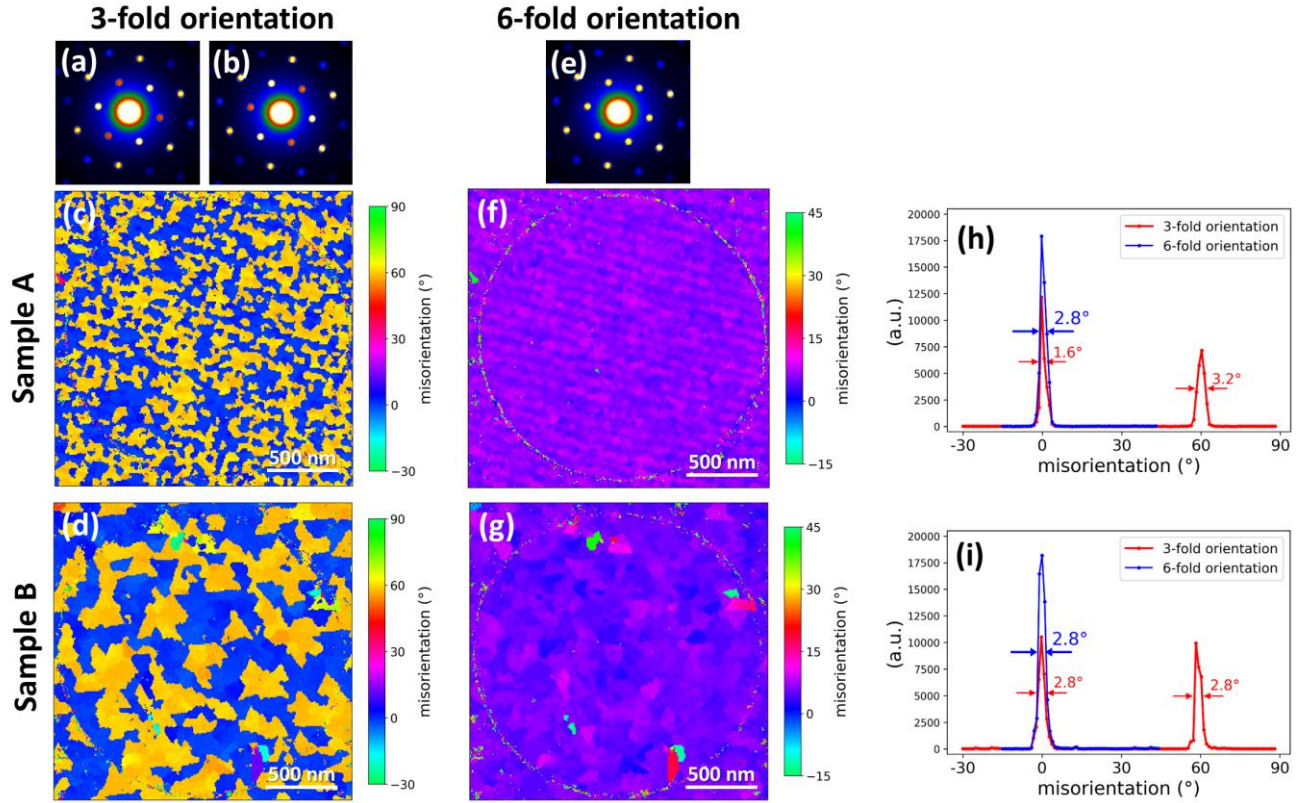 3-fold orientation
6-fold orientation
(a)
(b)
(e)
Sample A
(c)
500 nm
90
60
30
0
−30
misorientation (°)
(f)
500 nm
45
30
15
0
−15
misorientation (°)
(h)
20000
17500
15000
12500
10000
7500
5000
2500
0
(a.u.)
3-fold orientation
6-fold orientation
2.8°
1.6°
3.2°
-30
0
30
60
90
misorientation (°)
Sample B
(d)
500 nm
90
60
30
0
−30
misorientation (°)
(g)
500 nm
45
30
15
0
−15
misorientation (°)
(i)
20000
17500
15000
12500
10000
7500
5000
2500
0
(a.u.)
3-fold orientation
6-fold orientation
2.8°
2.8°
2.8°
-30
0
30
60
90
misorientation (°)